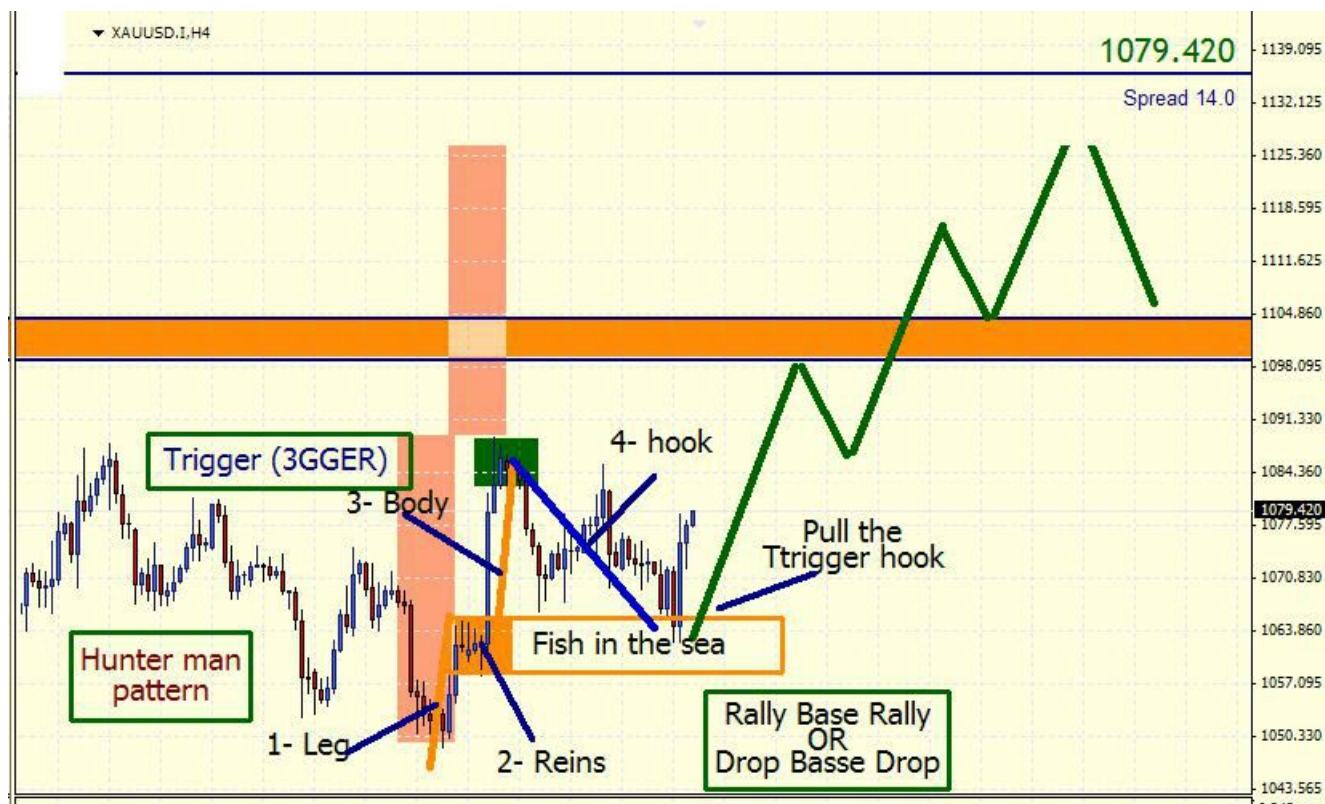 XAUUSD.I,H4
1079.420
Spread 14.0
1139.095
1132.125
1125.360
1118.595
1111.625
1104.860
1098.095
1091.330
1084.360
1079.420
1077.595
1070.830
1063.860
1057.095
1050.330
1043.565
Trigger (3GGER)
4- hook
3- Body
Pull the
Ttrigger hook
Fish in the sea
Hunter man
pattern
1- Leg
2- Reins
Rally Base Rally
OR
Drop Basse Drop